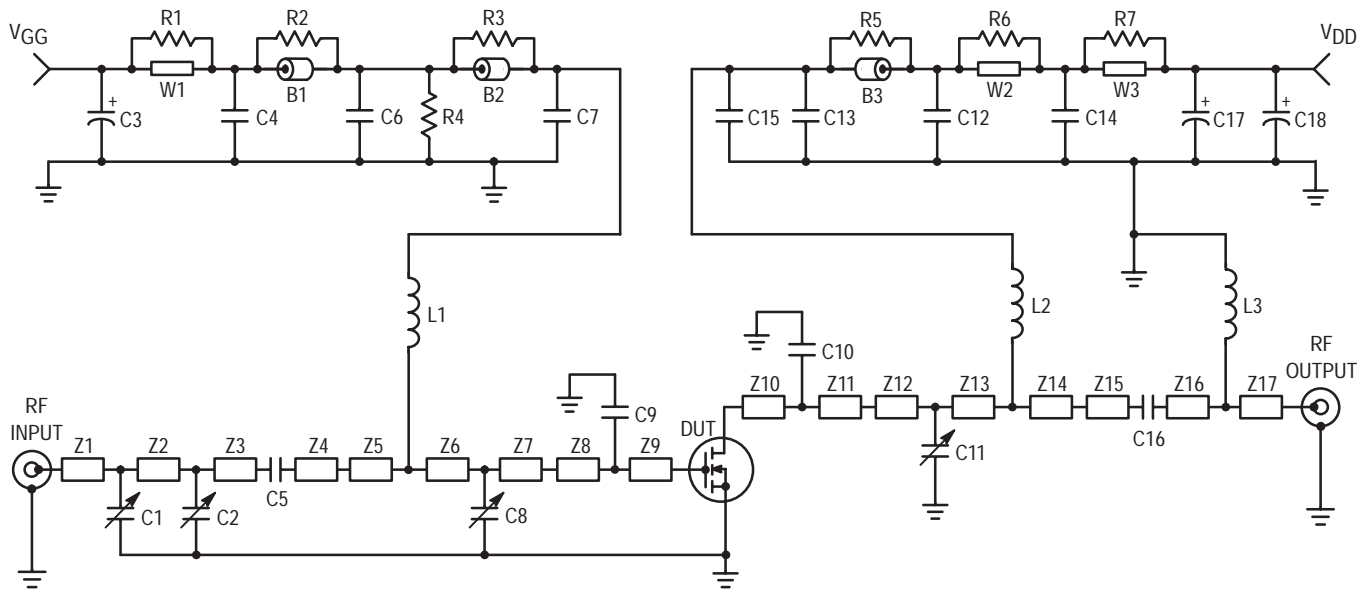 R1 R2 R3 R5 R6 R7
VGG VDD
W1 B1 B2 B3 W2 W3
+ + +
C3 C4 C6 R4 C7 C15 C13 C12 C14 C17 C18
L1 L2 L3
C10
RF
OUTPUT
Z10 Z11 Z12 Z13 Z14 Z15 Z16 Z17
C9
RF
INPUT
DUT
C11 C16
Z1 Z2 Z3 Z4 Z5 Z6 Z7 Z8 Z9
C5
C1 C2 C8